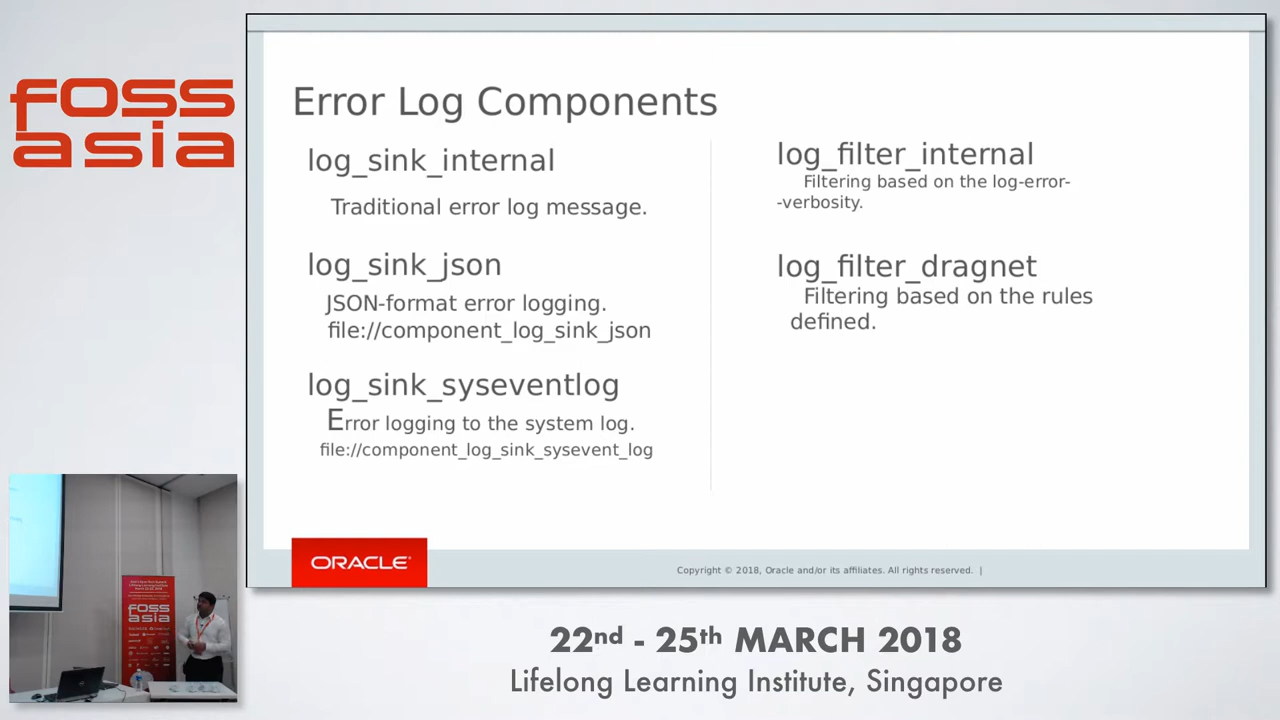 foss
asia
Error Log Components
log_sink_internal
Traditional error log message.
log_sink_json
JSON-format error logging.
file://component_log_sink_json
log_sink_syseventlog
Error logging to the system log.
file://component_log_sink_sysevent_log
log_filter_internal
Filtering based on the log-error-
-verbosity.
log_filter_dragnet
Filtering based on the rules
defined.
ORACLE®
Copyright © 2018, Oracle and/or its affiliates. All rights reserved. |
foss
asia
22nd - 25th MARCH 2018
Lifelong Learning Institute, Singapore